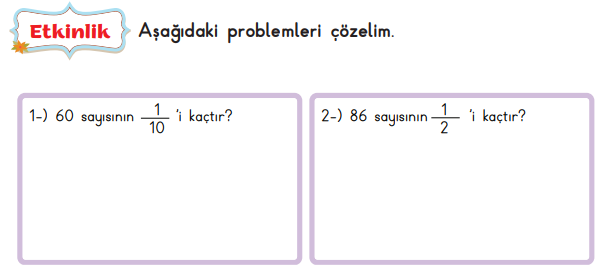 Etkinlik Aşağıdaki problemleri çözelim.
1-) 60 sayısının 1/10 'i kaçtır?
2-) 86 sayısının 1/2 'i kaçtır?